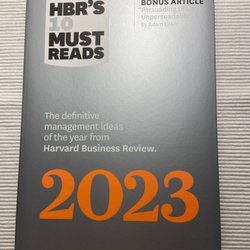 HBR'S
10
MUST
READS
BONUS ARTICLE
"Persuading the
Unpersuadable"
By Adam Grant
The definitive
management ideas
of the year from
Harvard Business Review.
2023